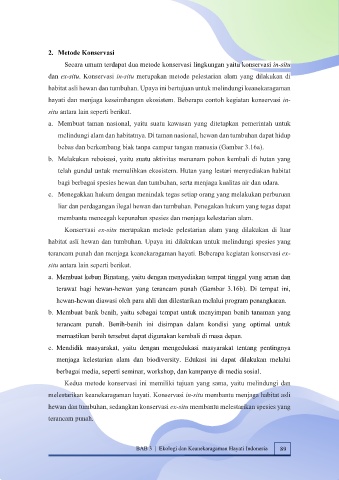 2. Metode Konservasi
Secara umum terdapat dua metode konservasi lingkungan yaitu konservasi in-situ
dan ex-situ. Konservasi in-situ merupakan metode pelestarian alam yang dilakukan di
habitat asli hewan dan tumbuhan. Upaya ini bertujuan untuk melindungi keanekaragaman
hayati dan menjaga keseimbangan ekosistem. Beberapa contoh kegiatan konservasi in-
situ antara lain seperti berikut.
a. Membuat taman nasional, yaitu suatu kawasan yang ditetapkan pemerintah untuk
melindungi alam dan habitatnya. Di taman nasional, hewan dan tumbuhan dapat hidup
bebas dan berkembang biak tanpa campur tangan manusia (Gambar 3.16a).
b. Melakukan reboisasi, yaitu suatu aktivitas menanam pohon kembali di hutan yang
telah gundul untuk memulihkan ekosistem. Hutan yang lestari menyediakan habitat
bagi berbagai spesies hewan dan tumbuhan, serta menjaga kualitas air dan udara.
c. Menegakkan hukum dengan menindak tegas setiap orang yang melakukan perburuan
liar dan perdagangan ilegal hewan dan tumbuhan. Penegakan hukum yang tegas dapat
membantu mencegah kepunahan spesies dan menjaga kelestarian alam.
Konservasi ex-situ merupakan metode pelestarian alam yang dilakukan di luar
habitat asli hewan dan tumbuhan. Upaya ini dilakukan untuk melindungi spesies yang
terancam punah dan menjaga keanekaragaman hayati. Beberapa kegiatan konservasi ex-
situ antara lain seperti berikut.
a. Membuat kebun Binatang, yaitu dengan menyediakan tempat tinggal yang aman dan
terawat bagi hewan-hewan yang terancam punah (Gambar 3.16b). Di tempat ini,
hewan-hewan diawasi oleh para ahli dan dilestarikan melalui program penangkaran.
b. Membuat bank benih, yaitu sebagai tempat untuk menyimpan benih tanaman yang
terancam punah. Benih-benih ini disimpan dalam kondisi yang optimal untuk
memastikan benih tersebut dapat digunakan kembali di masa depan.
c. Mendidik masyarakat, yaitu dengan mengedukasi masyarakat tentang pentingnya
menjaga kelestarian alam dan biodiversity. Edukasi ini dapat dilakukan melalui
berbagai media, seperti seminar, workshop, dan kampanye di media sosial.
Kedua metode konservasi ini memiliki tujuan yang sama, yaitu melindungi dan
melestarikan keanekaragaman hayati. Konservasi in-situ membantu menjaga habitat asli
hewan dan tumbuhan, sedangkan konservasi ex-situ membantu melestarikan spesies yang
terancam punah.
BAB 3 | Ekologi dan Keanekaragaman Hayati Indonesia 89